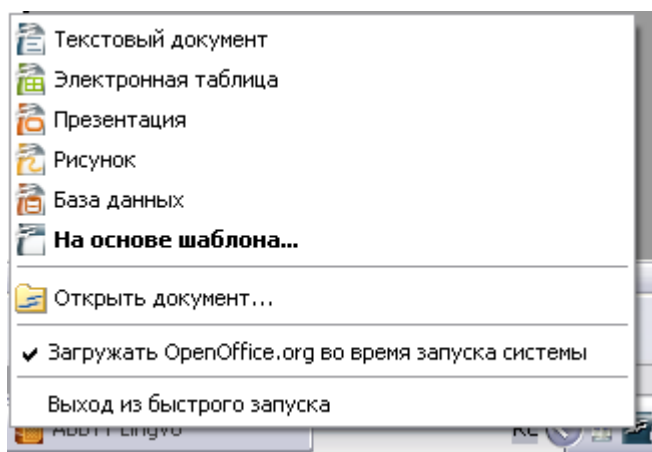 Текстовый документ
Электронная таблица
Презентация
Рисунок
База данных
На основе шаблона...
Открыть документ...
Загружать OpenOffice.org во время запуска системы
Выход из быстрого запуска